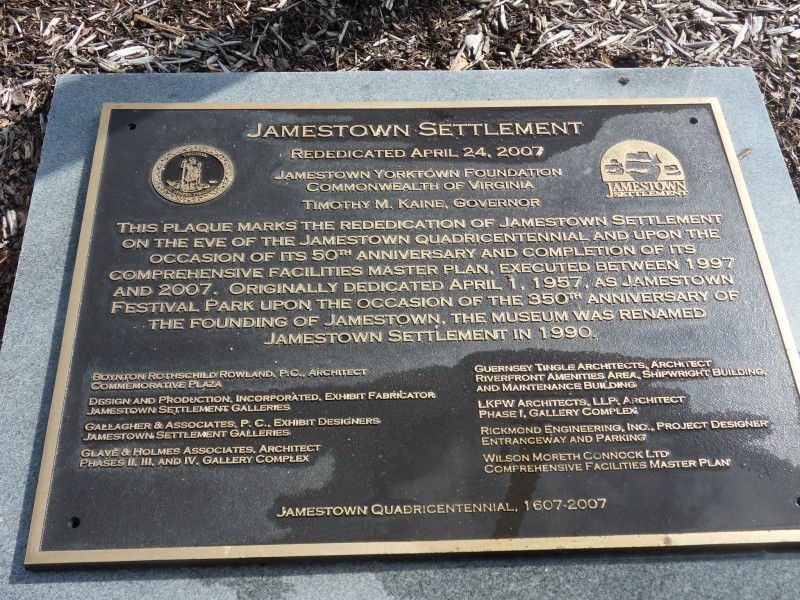 JAMESTOWN SETTLEMENT
REDEDICATED APRIL 24, 2007
JAMESTOWN YORKTOWN FOUNDATION
COMMONWEALTH OF VIRGINIA
TIMOTHY M. KAINE, GOVERNOR
JAMESTOWN
SETTLEMENT
THIS PLAQUE MARKS THE REDEDICATION OF JAMESTOWN SETTLEMENT
ON THE EVE OF THE JAMESTOWN QUADRICENTENNIAL AND UPON THE
OCCASION OF ITS 50TH ANNIVERSARY AND COMPLETION OF ITS
COMPREHENSIVE FACILITIES MASTER PLAN, EXECUTED BETWEEN 1997
AND 2007. ORIGINALLY DEDICATED APRIL 1, 1957, AS JAMESTOWN
FESTIVAL PARK UPON THE OCCASION OF THE 350TH ANNIVERSARY OF
THE FOUNDING OF JAMESTOWN, THE MUSEUM WAS RENAMED
JAMESTOWN SETTLEMENT IN 1990.
BOYNTON ROTHSCHILD ROWLAND, P.C., ARCHITECT
COMMEMORATIVE PLAZA
DESIGN AND PRODUCTION, INCORPORATED, EXHIBIT FABRICATOR
JAMESTOWN SETTLEMENT GALLERIES
GALLAGHER & ASSOCIATES, P. C., EXHIBIT DESIGNERS
JAMESTOWN SETTLEMENT GALLERIES
GLAVÉ & HOLMES ASSOCIATES, ARCHITECT
PHASES II, III, AND IV, GALLERY COMPLEX
GUERNSEY TINGLE ARCHITECTS, ARCHITECT
RIVERFRONT AMENITIES AREA, SHIPWRIGHT BUILDING,
AND MAINTENANCE BUILDING
LKPW ARCHITECTS, LLP, ARCHITECT
PHASE I, GALLERY COMPLEX
RICKMOND ENGINEERING, INC., PROJECT DESIGNER
ENTRANCEWAY AND PARKING
WILSON MORETH CONNOCK LTD
COMPREHENSIVE FACILITIES MASTER PLAN
JAMESTOWN QUADRICENTENNIAL, 1607-2007